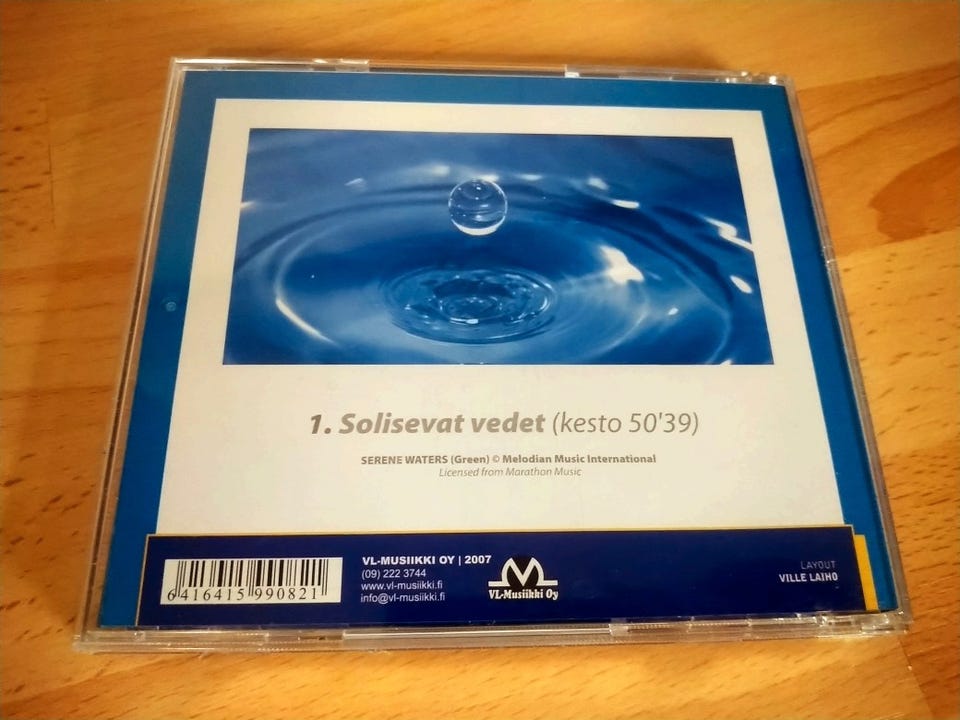 1. Solisevat vedet (kesto 50'39)
SERENE WATERS (Green) © Melodian Music International
Licensed from Marathon Music
6 416415 990821
VL-MUSIIKKI OY | 2007
(09) 222 3744
www.vl-musiikki.fi
info@vl-musiikki.fi
VL-Musiikki Oy
LAYOUT
VILLE LAIHO